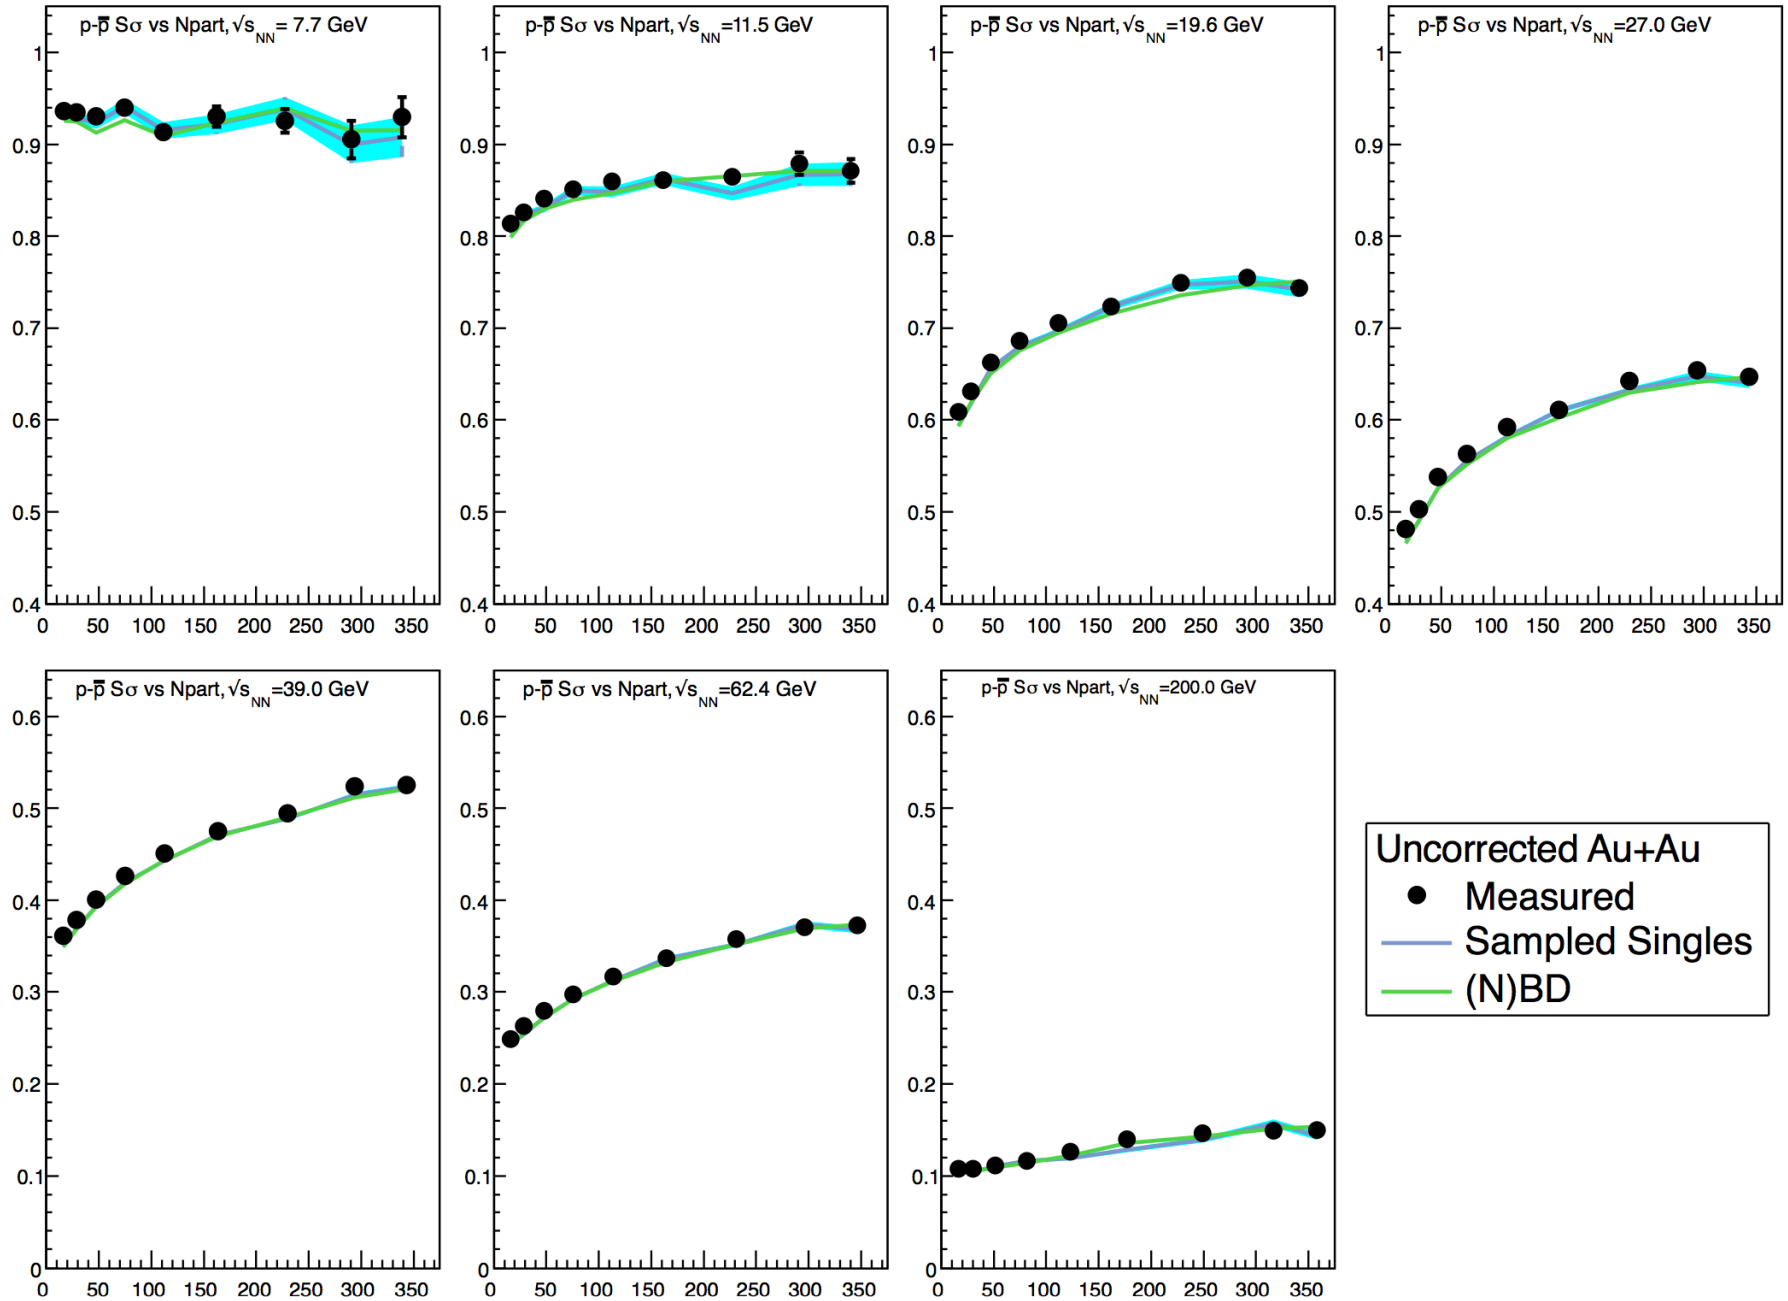 p-p̅ Sσ vs Npart, √sNN = 7.7 GeV
1
0.9
0.8
0.7
0.6
0.5
0.4
0 50 100 150 200 250 300 350
p-p̅ Sσ vs Npart, √sNN=11.5 GeV
1
0.9
0.8
0.7
0.6
0.5
0.4
0 50 100 150 200 250 300 350
p-p̅ Sσ vs Npart, √sNN=19.6 GeV
1
0.9
0.8
0.7
0.6
0.5
0.4
0 50 100 150 200 250 300 350
p-p̅ Sσ vs Npart, √sNN=27.0 GeV
1
0.9
0.8
0.7
0.6
0.5
0.4
0 50 100 150 200 250 300 350
p-p̅ Sσ vs Npart, √sNN=39.0 GeV
0.6
0.5
0.4
0.3
0.2
0.1
0
0 50 100 150 200 250 300 350
p-p̅ Sσ vs Npart, √sNN=62.4 GeV
0.6
0.5
0.4
0.3
0.2
0.1
0
0 50 100 150 200 250 300 350
p-p̅ Sσ vs Npart, √sNN=200.0 GeV
0.6
0.5
0.4
0.3
0.2
0.1
0
0 50 100 150 200 250 300 350
Uncorrected Au+Au
Measured
Sampled Singles
(N)BD